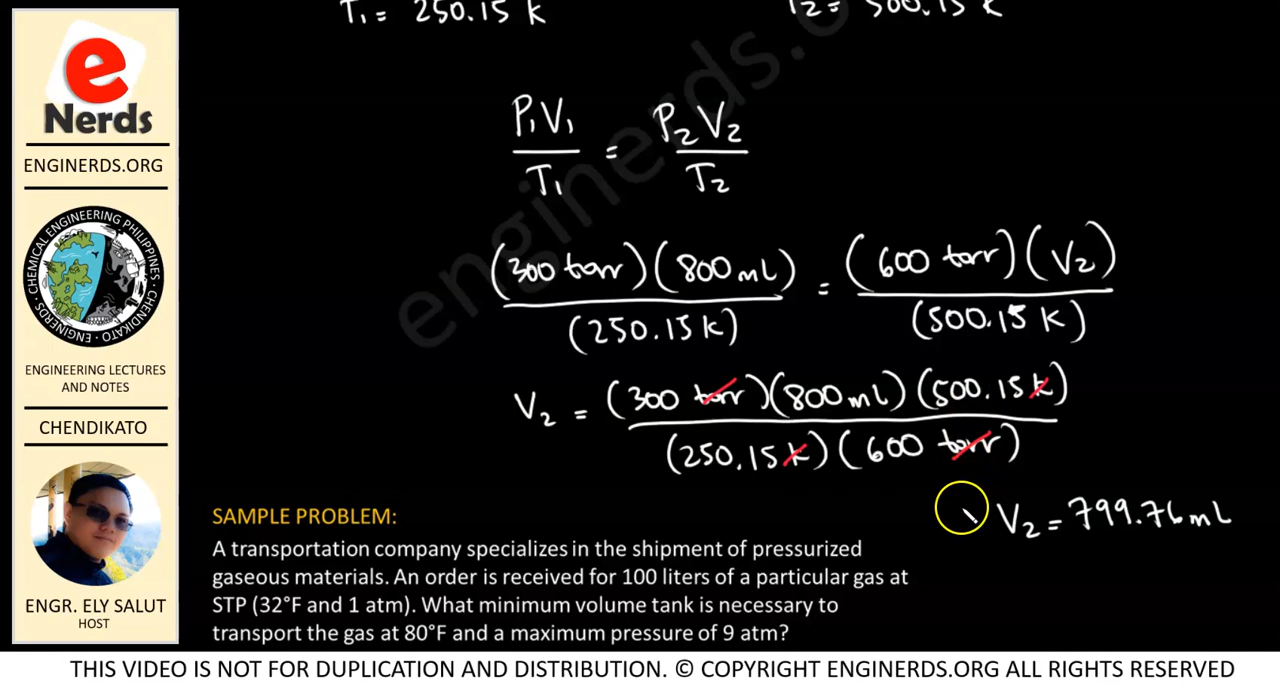 T₁ = 250.15 K T₂ = 500.15 K
e
Nerds
ENGINERDS.ORG
CHEMICAL ENGINEERING PHILIPPINES - CHENDIKATO -
ENGINEERING LECTURES
AND NOTES
CHENDIKATO
ENGR. ELY SALUT
HOST
enginerds.o
P₁V₁ / T₁ = P₂V₂ / T₂
(300 torr)(800 mL) / (250.15 K) = (600 torr)(V₂) / (500.15 K)
V₂ = (300 torr)(800 mL)(500.15 K) / (250.15 K)(600 torr)
V₂ = 799.76 mL
SAMPLE PROBLEM:
A transportation company specializes in the shipment of pressurized
gaseous materials. An order is received for 100 liters of a particular gas at
STP (32°F and 1 atm). What minimum volume tank is necessary to
transport the gas at 80°F and a maximum pressure of 9 atm?
THIS VIDEO IS NOT FOR DUPLICATION AND DISTRIBUTION. © COPYRIGHT ENGINERDS.ORG ALL RIGHTS RESERVED